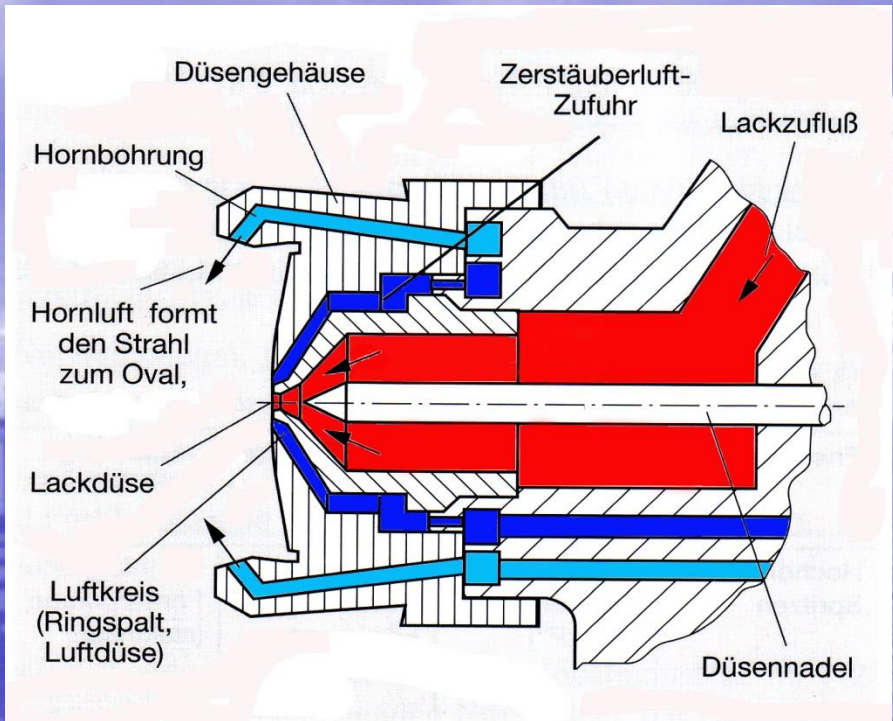 Düsengehäuse
Zerstäuberluft-
Zufuhr
Lackzufluß
Hornbohrung
Hornluft formt
den Strahl
zum Oval,
Lackdüse
Luftkreis
(Ringspalt,
Luftdüse)
Düsennadel